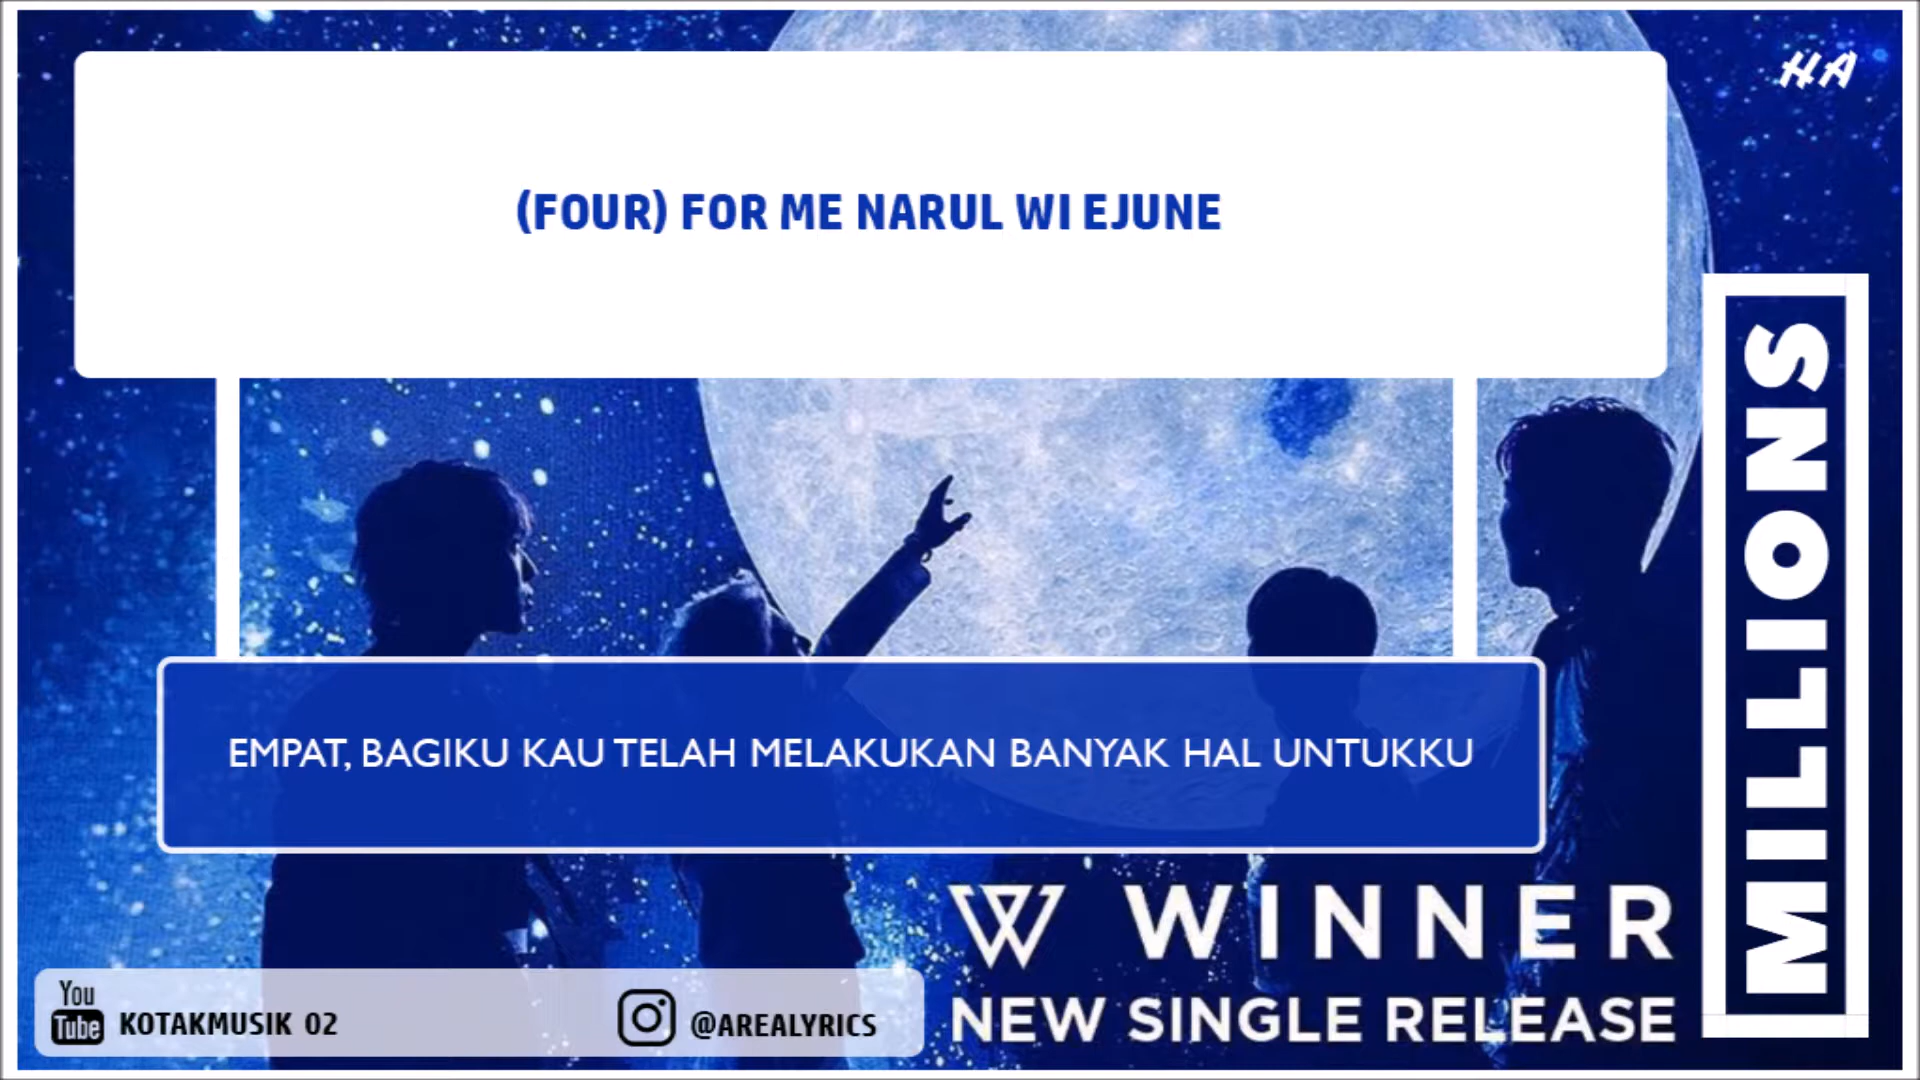 HA
(FOUR) FOR ME NARUL WI EJUNE
MILLIONS
EMPAT, BAGIKU KAU TELAH MELAKUKAN BANYAK HAL UNTUKKU
W WINNER
NEW SINGLE RELEASE
You
Tube KOTAKMUSIK 02
@AREALYRICS